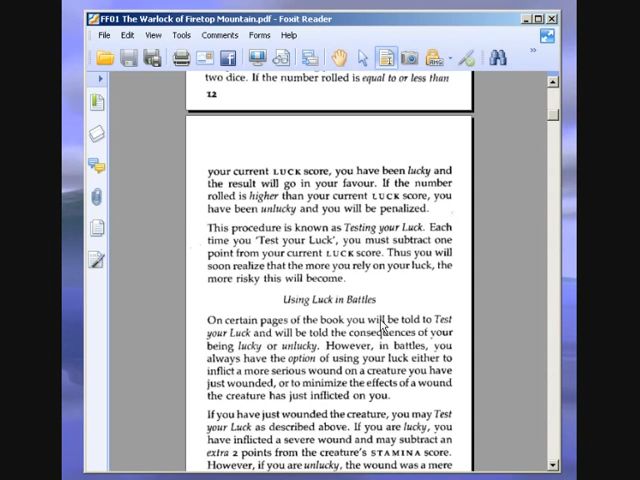 FF01 The Warlock of Firetop Mountain.pdf - Foxit Reader
File Edit View Tools Comments Forms Help
two dice. If the number rolled is equal to or less than
12
your current LUCK score, you have been lucky and
the result will go in your favour. If the number
rolled is higher than your current LUCK score, you
have been unlucky and you will be penalized.
This procedure is known as Testing your Luck. Each
time you 'Test your Luck', you must subtract one
point from your current LUCK score. Thus you will
soon realize that the more you rely on your luck, the
more risky this will become.
Using Luck in Battles
On certain pages of the book you will be told to Test
your Luck and will be told the consequences of your
being lucky or unlucky. However, in battles, you
always have the option of using your luck either to
inflict a more serious wound on a creature you have
just wounded, or to minimize the effects of a wound
the creature has just inflicted on you.
If you have just wounded the creature, you may Test
your Luck as described above. If you are lucky, you
have inflicted a severe wound and may subtract an
extra 2 points from the creature's STAMINA score.
However, if you are unlucky, the wound was a mere